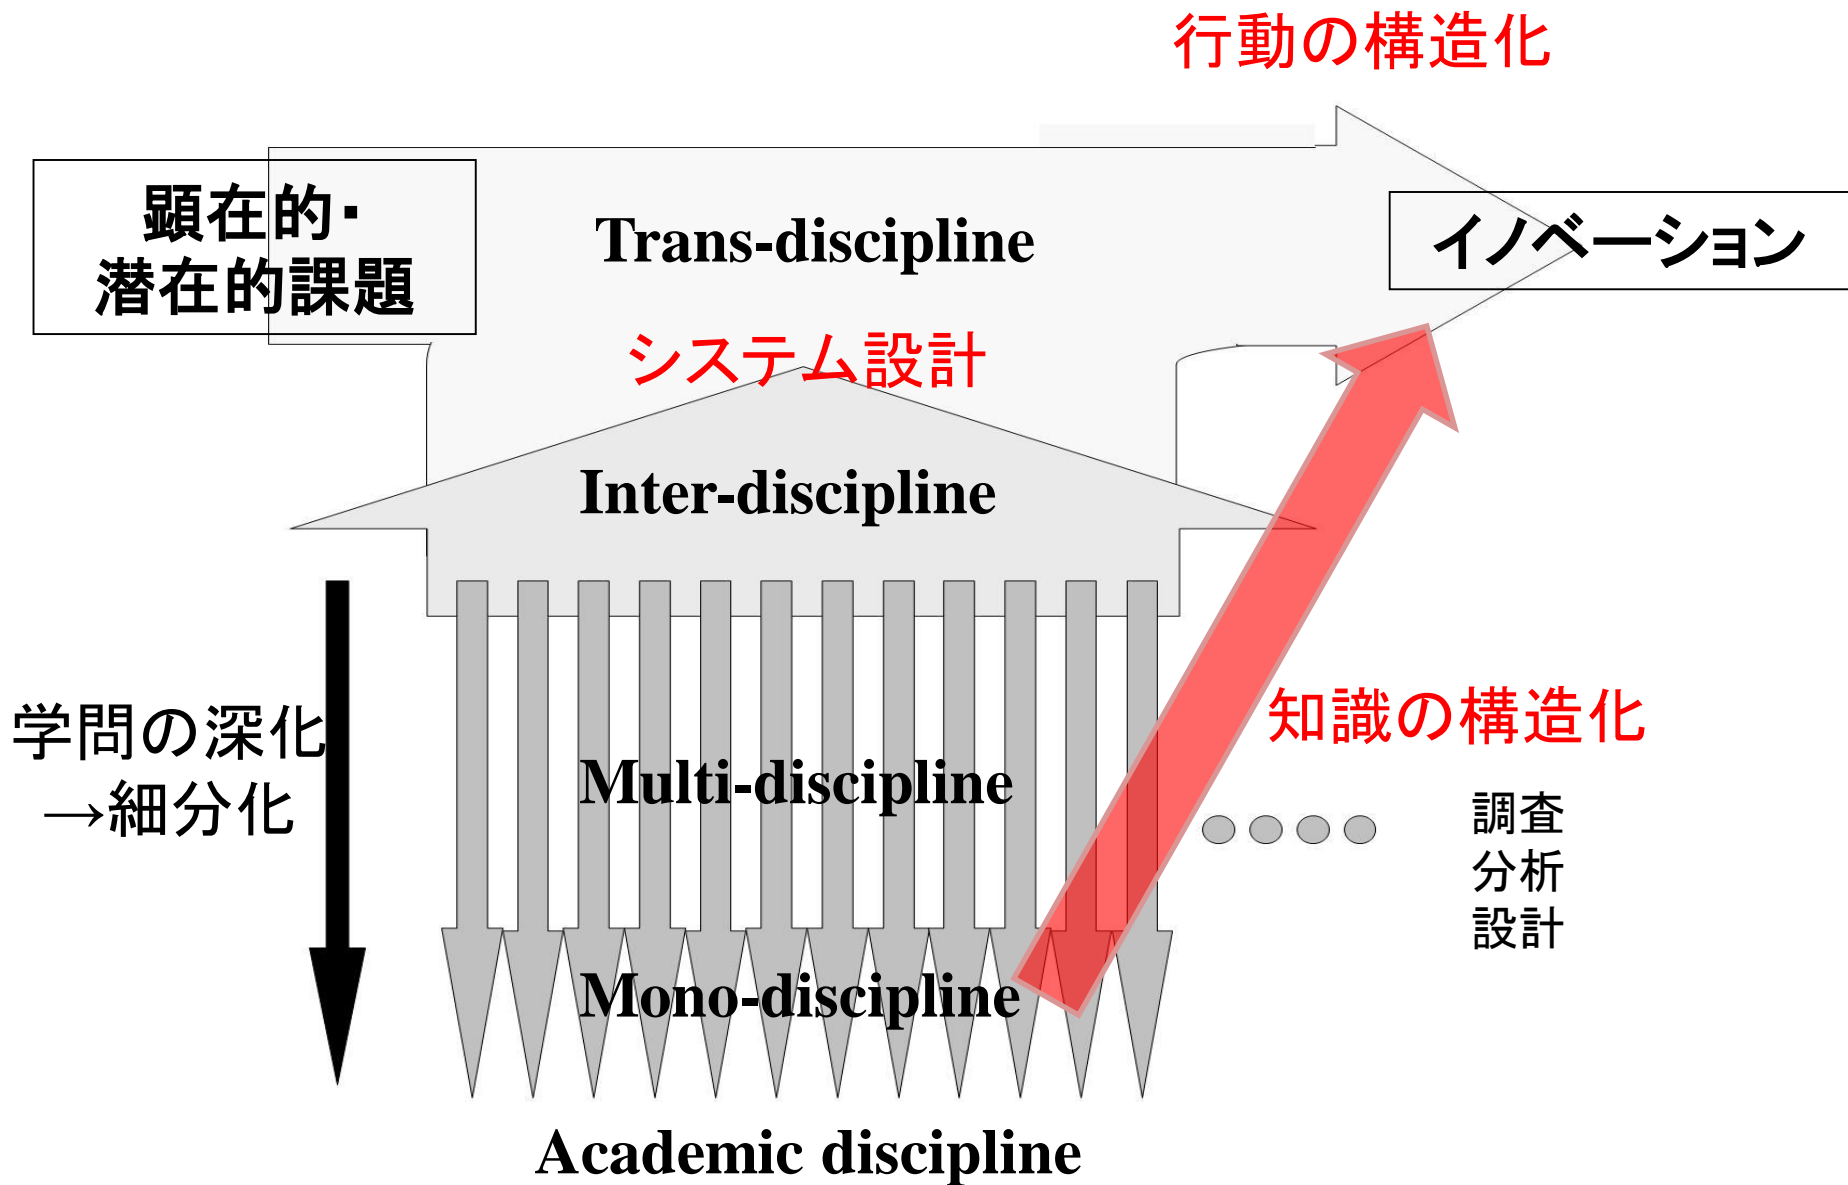 行動の構造化
顕在的・
潜在的課題
Trans-discipline
イノベーション
システム設計
Inter-discipline
学問の深化
→細分化
知識の構造化
Multi-discipline
調査
分析
設計
Mono-discipline
Academic discipline